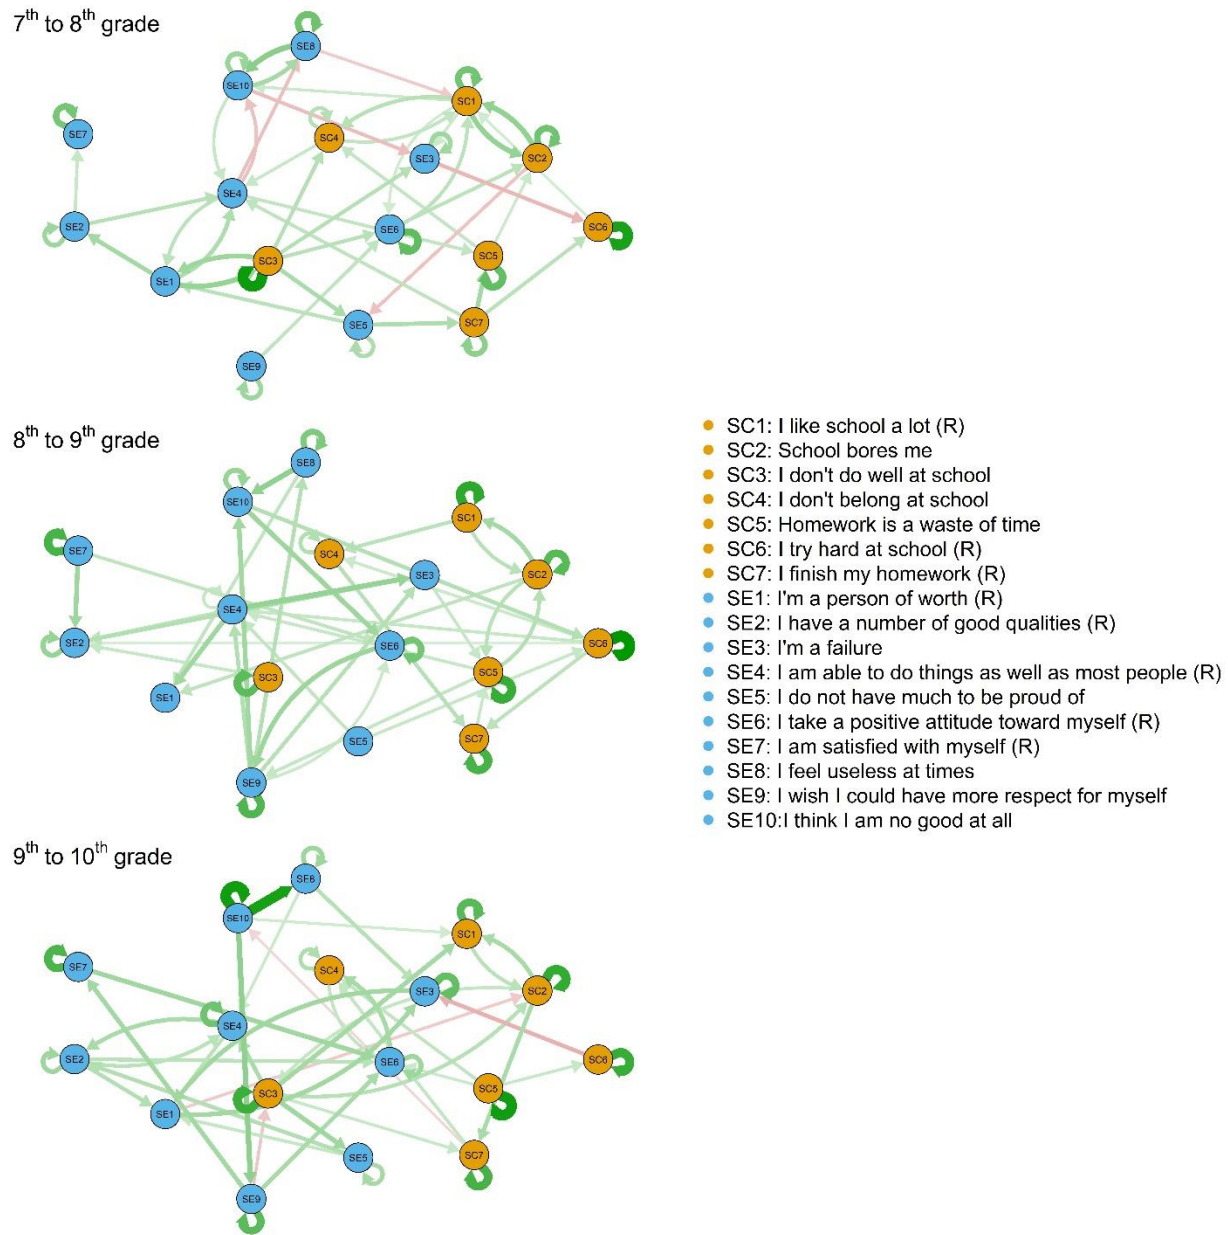 7th to 8th grade
SE8
SE10
SC1
SE7
SC4
SE3
SC2
SE4
SE2
SE6
SC6
SC3
SC5
SE1
SE5
SC7
SE9
8th to 9th grade
SE8
SE10
SC1
SE7
SC4
SE3
SC2
SE4
SE2
SE6
SC6
SC3
SC5
SE1
SE5
SC7
SE9
SC1: I like school a lot (R)
SC2: School bores me
SC3: I don't do well at school
SC4: I don't belong at school
SC5: Homework is a waste of time
SC6: I try hard at school (R)
SC7: I finish my homework (R)
SE1: I'm a person of worth (R)
SE2: I have a number of good qualities (R)
SE3: I'm a failure
SE4: I am able to do things as well as most people (R)
SE5: I do not have much to be proud of
SE6: I take a positive attitude toward myself (R)
SE7: I am satisfied with myself (R)
SE8: I feel useless at times
SE9: I wish I could have more respect for myself
SE10:I think I am no good at all
9th to 10th grade
SE8
SE10
SC1
SE7
SC4
SE3
SC2
SE4
SE2
SE6
SC6
SC3
SC5
SE1
SE5
SC7
SE9